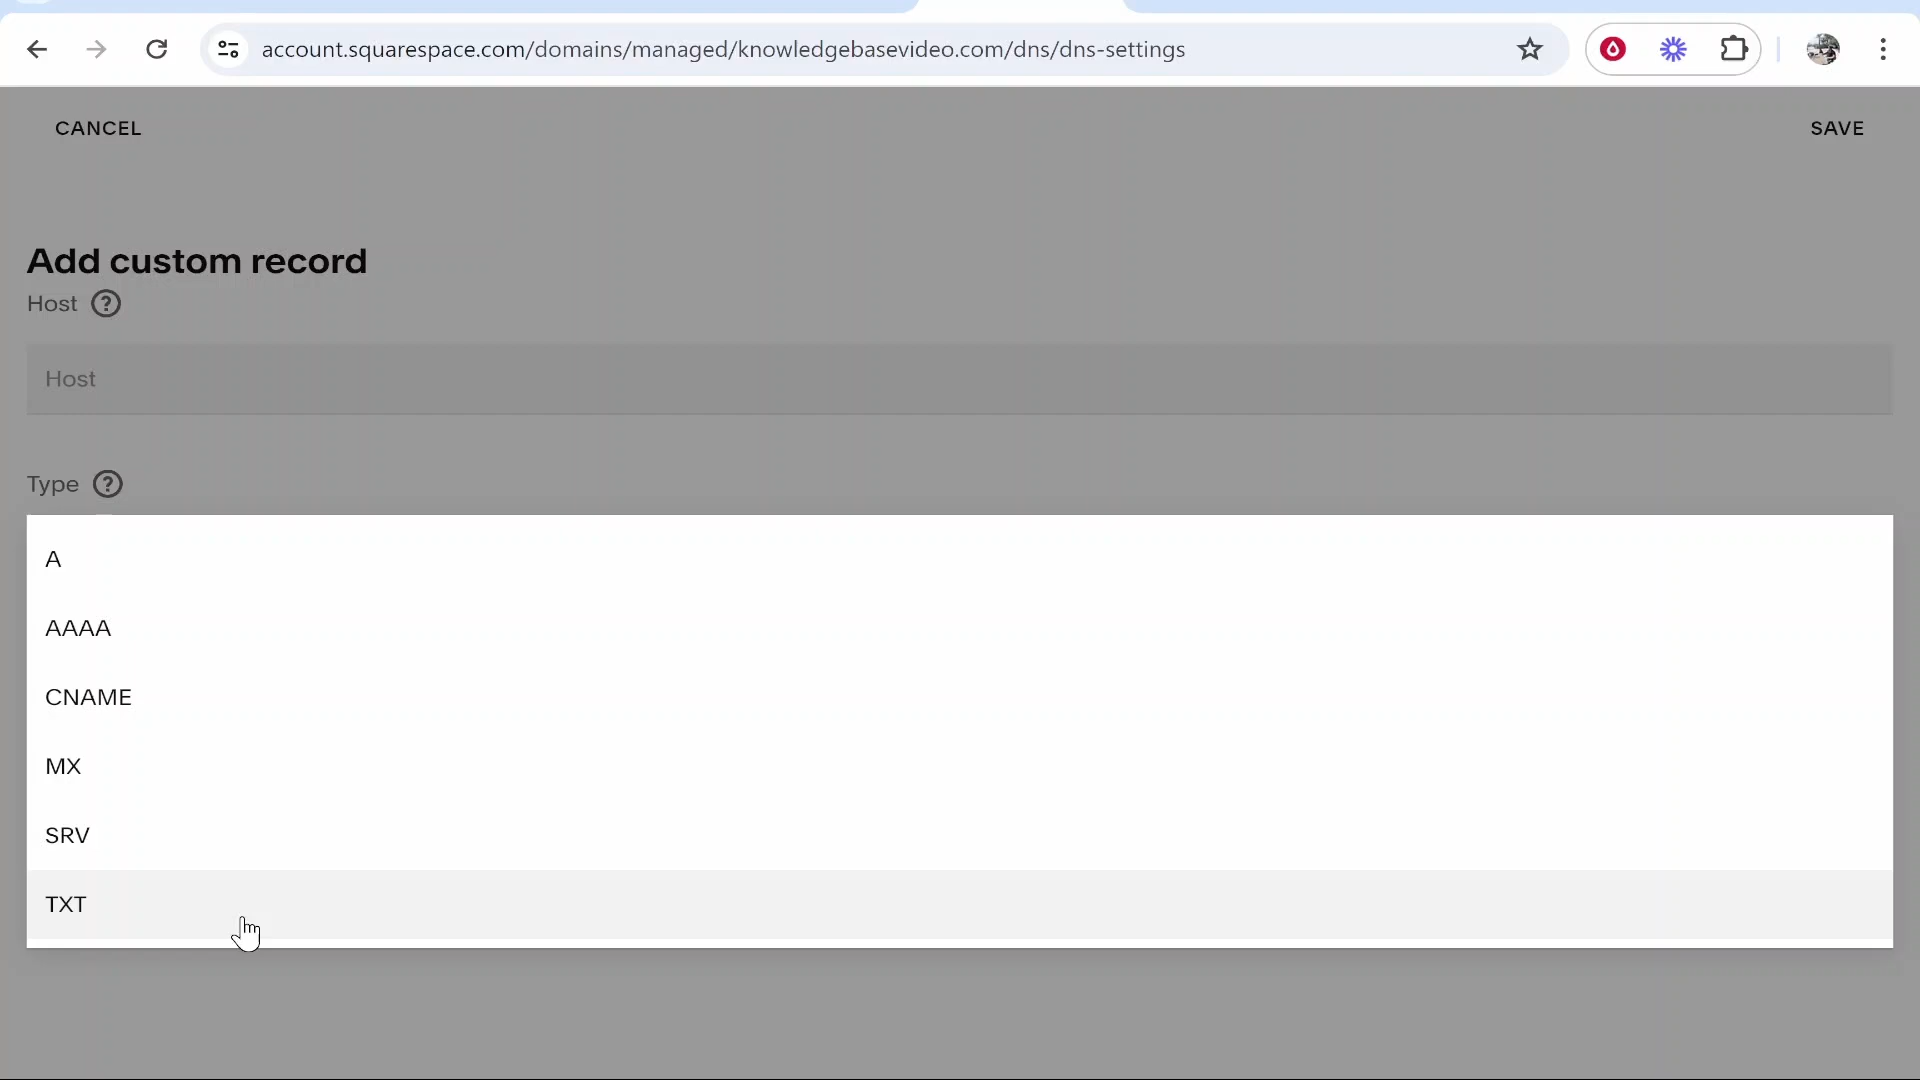 account.squarespace.com/domains/managed/knowledgebasevideo.com/dns/dns-settings
CANCEL
SAVE
Add custom record
Host
Host
Type
A
AAAA
CNAME
MX
SRV
TXT